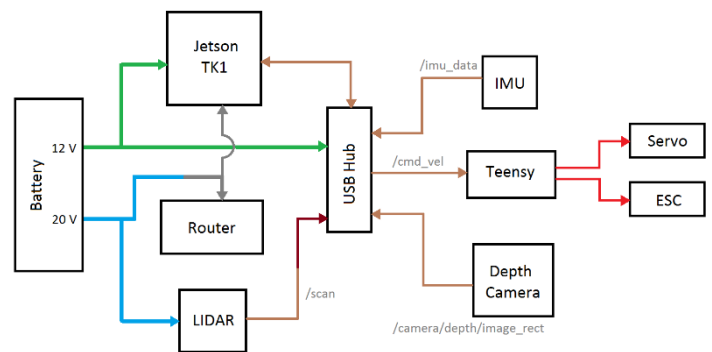 Jetson
TK1
/imu_data
IMU
12 V
Battery
20 V
USB Hub
/cmd_vel
Teensy
Servo
ESC
Router
LIDAR
/scan
Depth
Camera
/camera/depth/image_rect